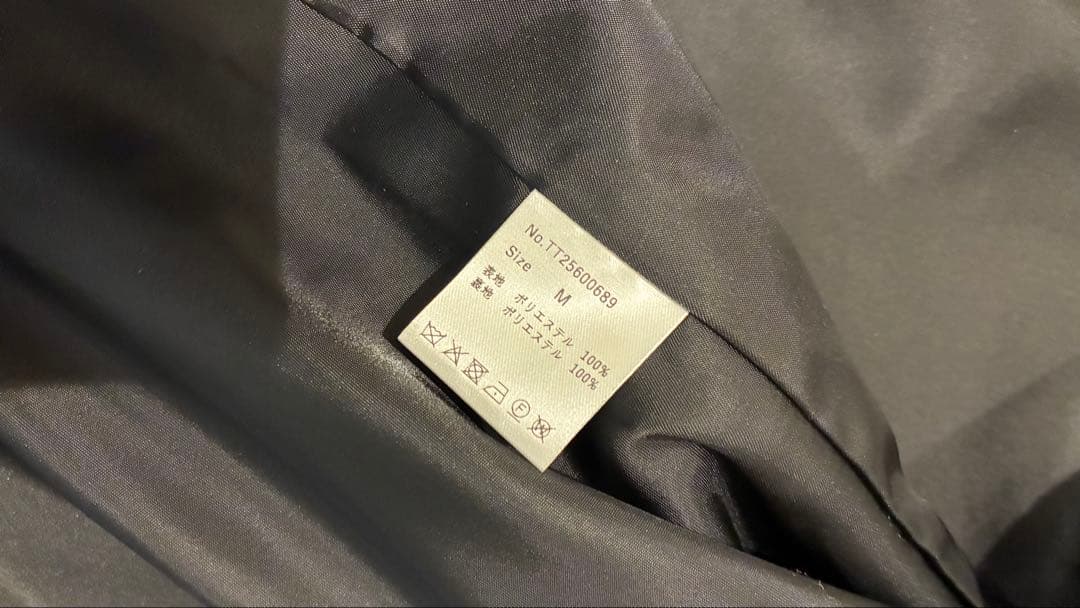 No.TT25600689
Size M
表地 ポリエステル 100%
裏地 ポリエステル 100%
F
W